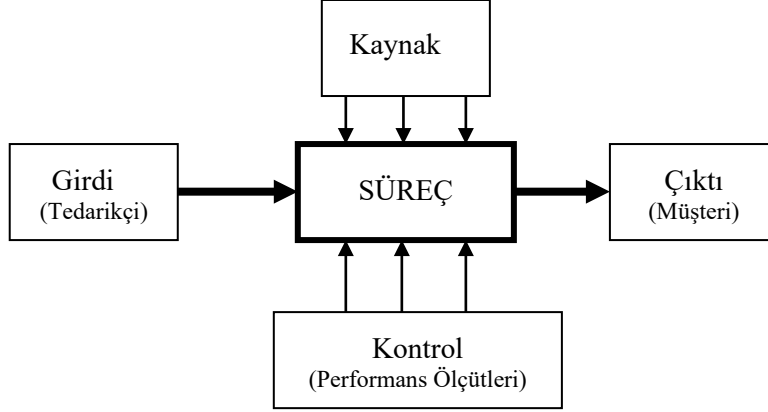 Kaynak
Girdi
(Tedarikçi)
SÜREÇ
Çıktı
(Müşteri)
Kontrol
(Performans Ölçütleri)